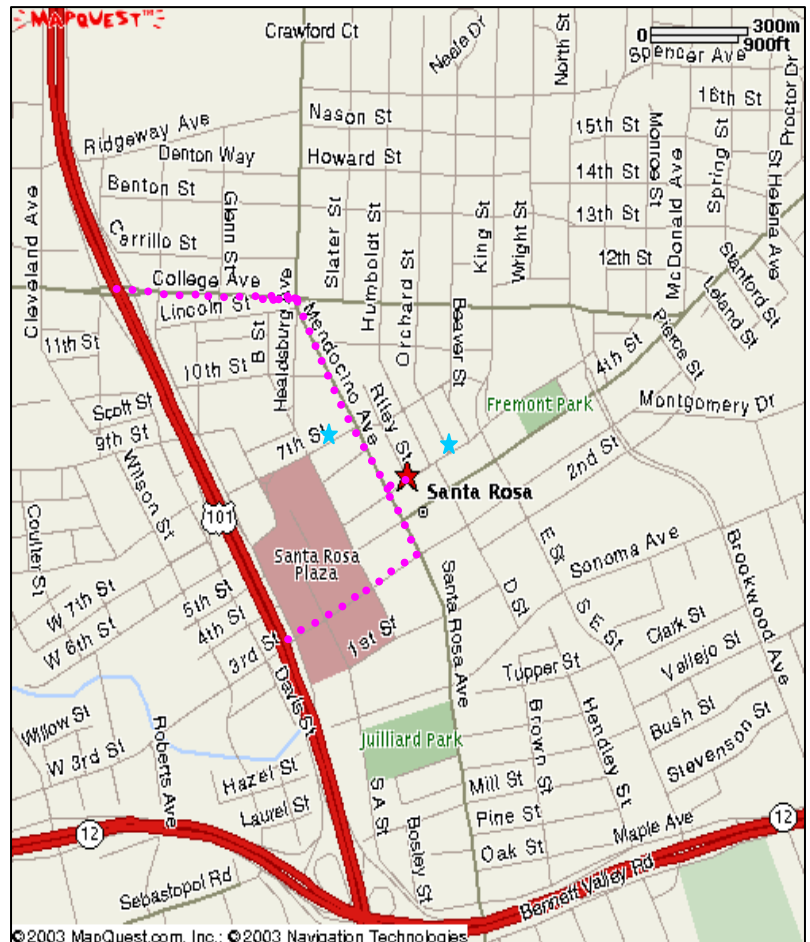 MAPQUEST™
Crawford Ct
Neale Dr
North St
0 300m
900ft
Spencer Ave
Proctor Dr
16th St
Nason St
15th St
Monroe St
Ridgeway Ave
Denton Way
Howard St
14th St
McDonald Ave
Spring St
St. Helena Ave
Benton St
Glenn St
13th St
Cleveland Ave
Carrillo St
Slater St
Humboldt St
Orchard St
King St
Wright St
12th St
Stanford St
Leland St
College Ave
Lincoln St
Healdsburg Ave
Mendocino Ave
Beaver St
Pierce St
11th St
B St
10th St
4th St
Riley St
Scott St
Fremont Park
Montgomery Dr
9th St
7th St
2nd St
Wilson St
Santa Rosa
101
Coulter St
Santa Rosa
Plaza
E St
Sonoma Ave
Brookwood Ave
W 7th St
W 6th St
5th St
4th St
3rd St
1st St
Santa Rosa Ave
D St
S E St
Clark St
Tupper St
Vallejo St
Davis St
Willow St
W 3rd St
Roberts Ave
Juilliard Park
Brown St
Hendley St
Bush St
Stevenson St
Hazel St
Laurel St
S A St
Bosley St
Mill St
Pine St
Oak St
Maple Ave
12
12
Sebastopol Rd
Bennett Valley Rd
©2003 MapQuest.com, Inc.; ©2003 Navigation Technologies